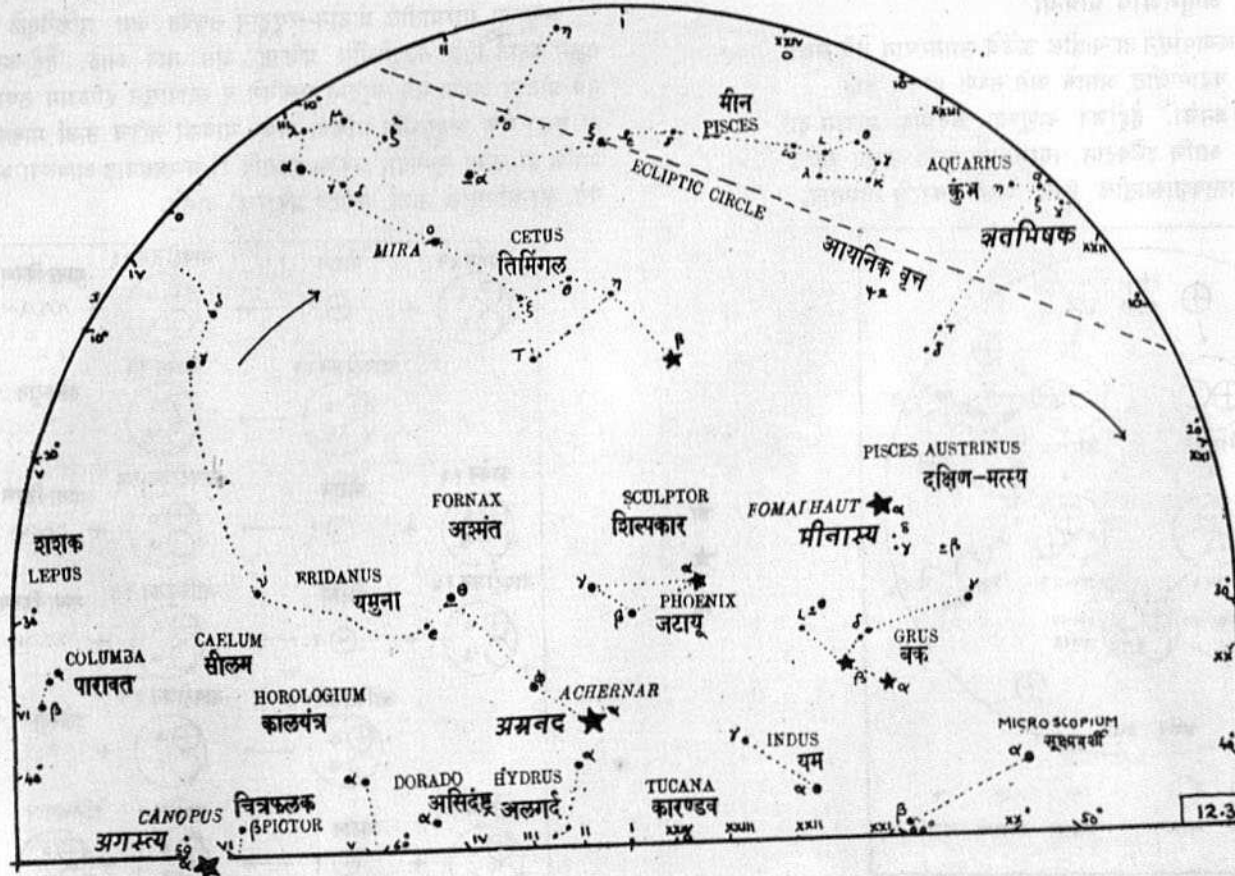 मीन
PISCES
AQUARIUS
कुंभ
ECLIPTIC CIRCLE
आयनिक वृत्त
शतभिषक
MIRA
CETUS
तिमिंगल
PISCES AUSTRINUS
दक्षिण-मत्स्य
FORNAX
अश्मंत
SCULPTOR
शिल्पकार
FOMALHAUT
मीनास्य
शशक
LEPUS
ERIDANUS
यमुना
PHOENIX
जटायू
GRUS
बक
CAELUM
सीलम
COLUMBA
पारावत
HOROLOGIUM
कालयंत्र
ACHERNAR
अग्रनद
INDUS
यम
MICROSCOPIUM
सूक्ष्मदर्शी
DORADO
असिदंष्ट्र
HYDRUS
अलगर्द
TUCANA
कारण्डव
CANOPUS
अगस्त्य
चित्रफलक
β PICTOR
12.3